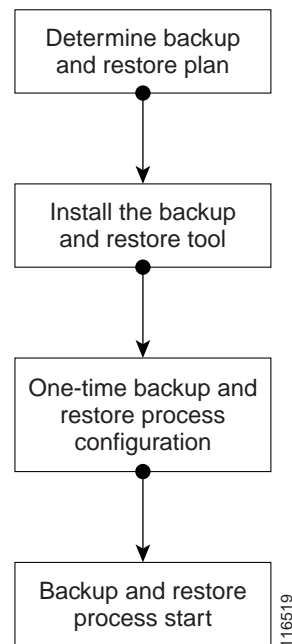 Determine backup
and restore plan
Install the backup
and restore tool
One-time backup and
restore process
configuration
Backup and restore
process start
116519